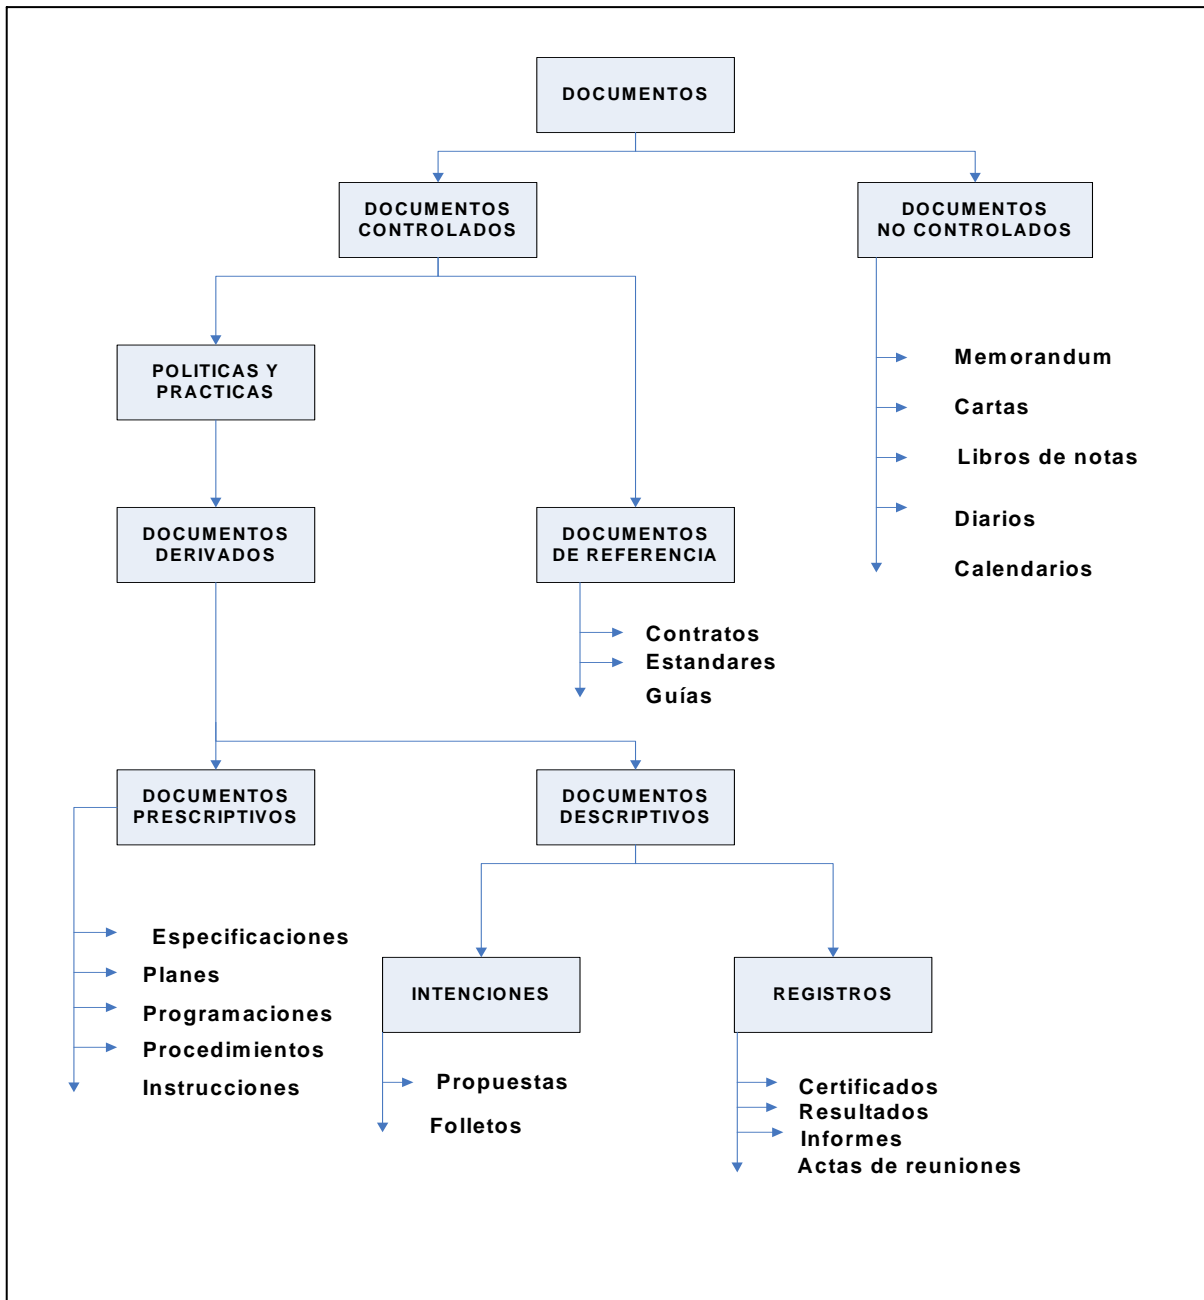 DOCUMENTOS
DOCUMENTOS
CONTROLADOS
DOCUMENTOS
NO CONTROLADOS
POLITICAS Y
PRACTICAS
Memorandum
Cartas
Libros de notas
Diarios
Calendarios
DOCUMENTOS
DERIVADOS
DOCUMENTOS
DE REFERENCIA
Contratos
Estandares
Guías
DOCUMENTOS
PRESCRIPTIVOS
DOCUMENTOS
DESCRIPTIVOS
Especificaciones
Planes
Programaciones
Procedimientos
Instrucciones
INTENCIONES
Propuestas
Folletos
REGISTROS
Certificados
Resultados
Informes
Actas de reuniones